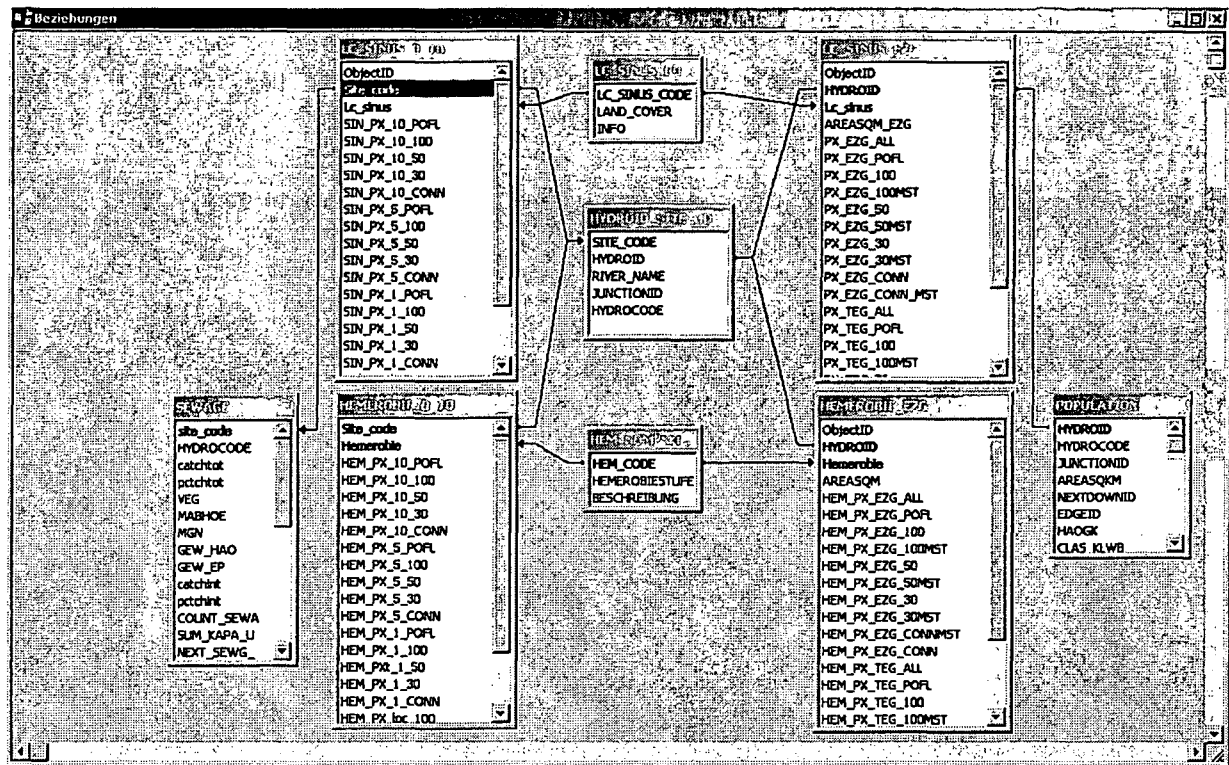 Beziehungen
ObjectID
Site_code
Lc_sinus
SIN_PX_10_POFL
SIN_PX_10_100
SIN_PX_10_50
SIN_PX_10_30
SIN_PX_10_CONN
SIN_PX_5_POFL
SIN_PX_5_100
SIN_PX_5_50
SIN_PX_5_30
SIN_PX_5_CONN
SIN_PX_1_POFL
SIN_PX_1_100
SIN_PX_1_50
SIN_PX_1_30
SIN_PX_1_CONN
LC_SINUS_CODE
LAND_COVER
INFO
ObjectID
HYDROID
Lc_sinus
AREASQM_EZG
PX_EZG_ALL
PX_EZG_POFL
PX_EZG_100
PX_EZG_100MST
PX_EZG_50
PX_EZG_50MST
PX_EZG_30
PX_EZG_30MST
PX_EZG_CONN
PX_EZG_CONN_MST
PX_TEG_ALL
PX_TEG_POFL
PX_TEG_100
PX_TEG_100MST
SITE_CODE
HYDROID
RIVER_NAME
JUNCTIONID
HYDROCODE
SEWAGE
site_code
HYDROCODE
catchtot
pctchtot
VEG
MABHOE
MGN
GEW_HAO
GEW_EP
catchint
pctchint
COUNT_SEWA
SUM_KAPA_U
NEXT_SEWG_
Site_code
Hemerobie
HEM_PX_10_POFL
HEM_PX_10_100
HEM_PX_10_50
HEM_PX_10_30
HEM_PX_10_CONN
HEM_PX_5_POFL
HEM_PX_5_100
HEM_PX_5_50
HEM_PX_5_30
HEM_PX_5_CONN
HEM_PX_1_POFL
HEM_PX_1_100
HEM_PXt_1_50
HEM_PX_1_30
HEM_PX_1_CONN
HEM_PX_loc_100
HEM_CODE
HEMEROBIESTUFE
BESCHREIBUNG
HEMEROBIE_EZG
ObjectID
HYDROID
Hemerobie
AREASQM
HEM_PX_EZG_ALL
HEM_PX_EZG_POFL
HEM_PX_EZG_100
HEM_PX_EZG_100MST
HEM_PX_EZG_50
HEM_PX_EZG_50MST
HEM_PX_EZG_30
HEM_PX_EZG_30MST
HEM_PX_EZG_CONNMST
HEM_PX_EZG_CONN
HEM_PX_TEG_ALL
HEM_PX_TEG_POFL
HEM_PX_TEG_100
HEM_PX_TEG_100MST
POPULATION
HYDROID
HYDROCODE
JUNCTIONID
AREASQKM
NEXTDOWNID
EDGEID
HAOGK
CLAS_KLWB